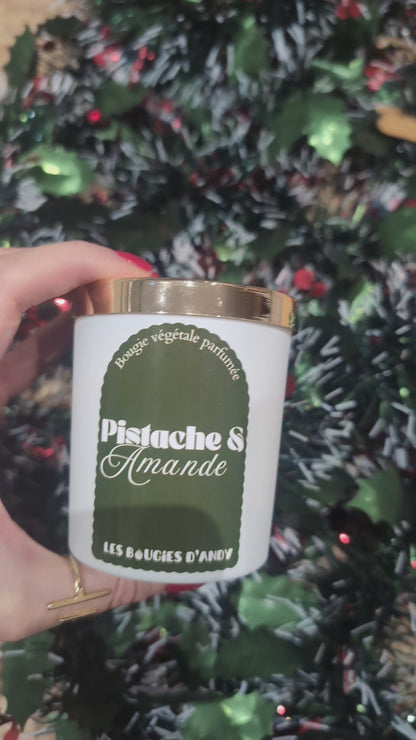 Bougie végétale parfumée
Pistache &
Amande
LES BOUGIES D'ANDY